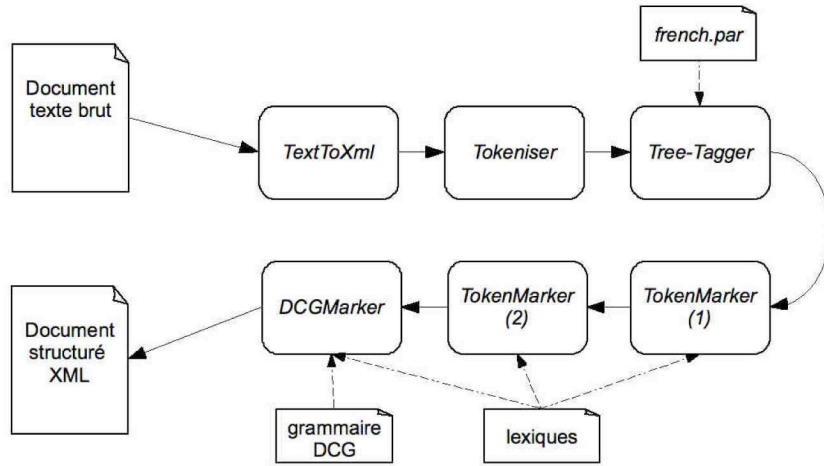 french.par
Document
texte brut
TextToXml
Tokeniser
Tree-Tagger
Document
structuré
XML
DCGMarker
TokenMarker
(2)
TokenMarker
(1)
grammaire
DCG
lexiques